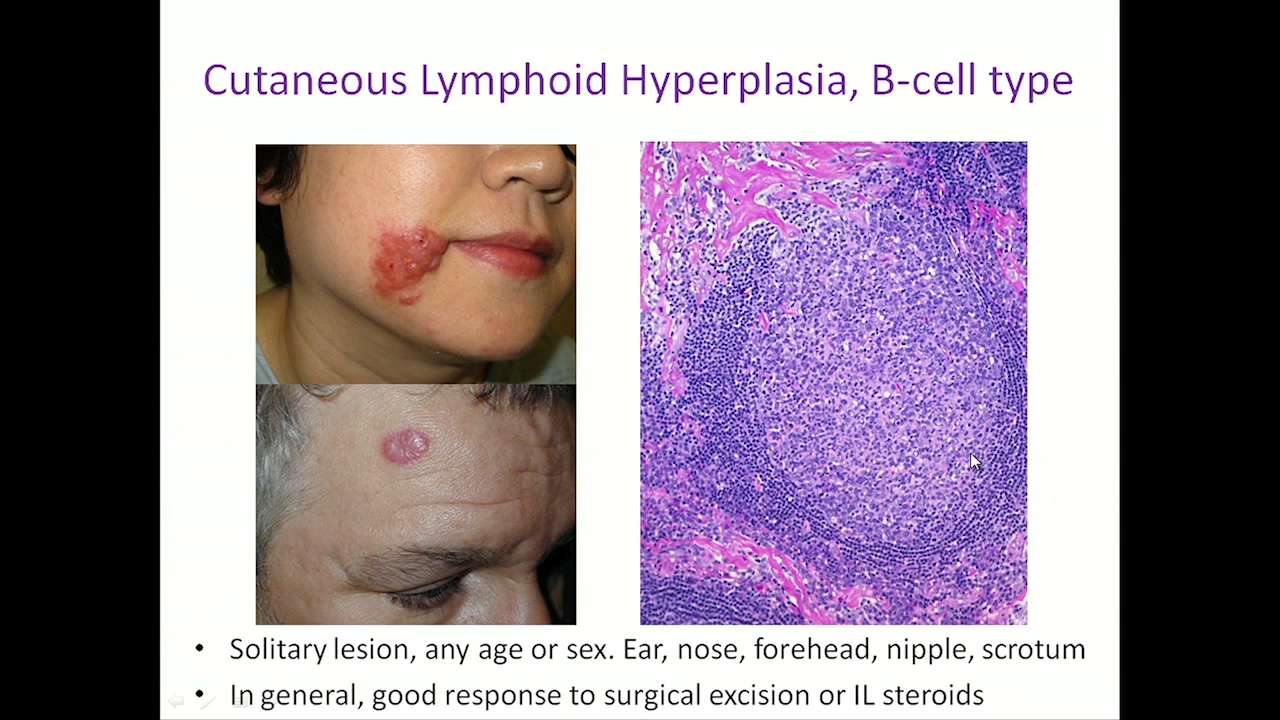 Cutaneous Lymphoid Hyperplasia, B-cell type
• Solitary lesion, any age or sex. Ear, nose, forehead, nipple, scrotum
• In general, good response to surgical excision or IL steroids